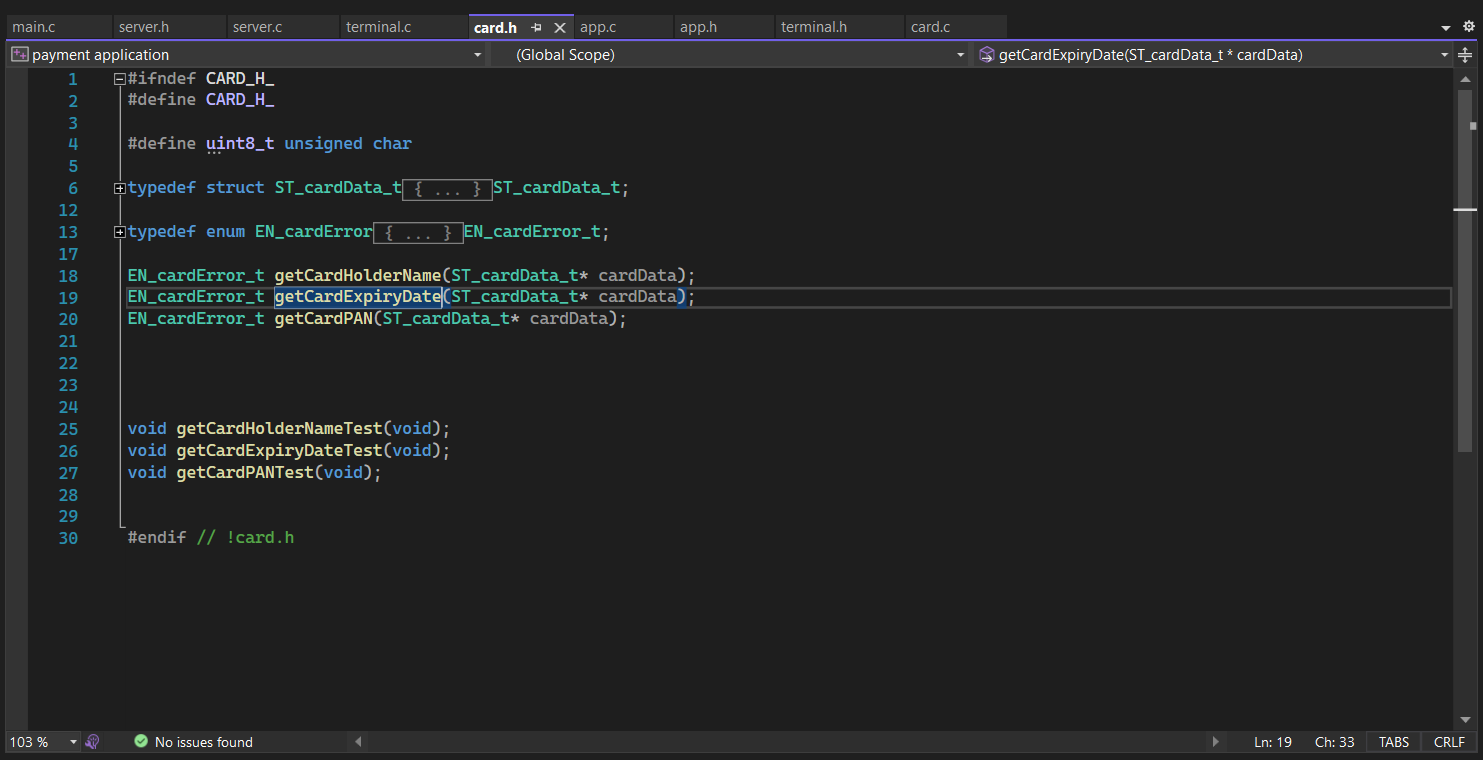 main.c server.h server.c terminal.c card.h app.c app.h terminal.h card.c
payment application (Global Scope) getCardExpiryDate(ST_cardData_t * cardData)
1 #ifndef CARD_H_
2 #define CARD_H_
3
4 #define uint8_t unsigned char
5
6 typedef struct ST_cardData_t{ ... }ST_cardData_t;
12
13 typedef enum EN_cardError{ ... }EN_cardError_t;
17
18 EN_cardError_t getCardHolderName(ST_cardData_t* cardData);
19 EN_cardError_t getCardExpiryDate(ST_cardData_t* cardData);
20 EN_cardError_t getCardPAN(ST_cardData_t* cardData);
21
22
23
24
25 void getCardHolderNameTest(void);
26 void getCardExpiryDateTest(void);
27 void getCardPANTest(void);
28
29
30 #endif // !card.h
103 % No issues found Ln: 19 Ch: 33 TABS CRLF